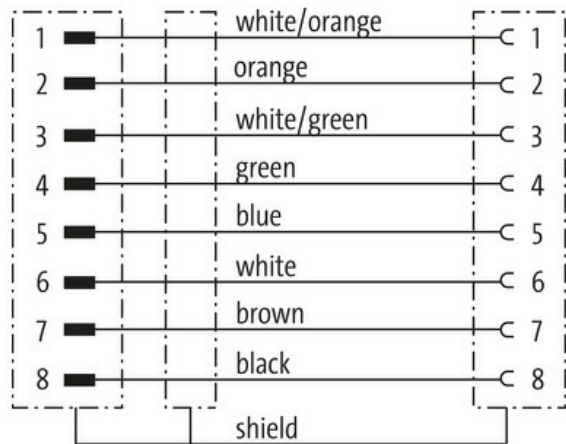 1 white/orange 1
2 orange 2
3 white/green 3
4 green 4
5 blue 5
6 white 6
7 brown 7
8 black 8
shield